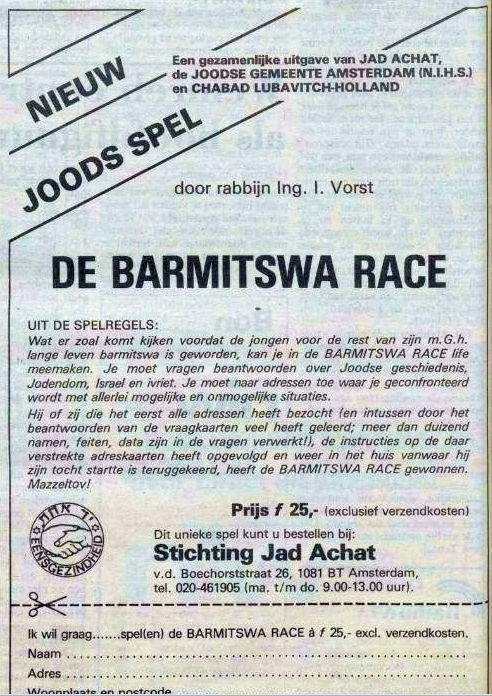 NIEUW
JOODS SPEL
Een gezamenlijke uitgave van JAD ACHAT,
de JOODSE GEMEENTE AMSTERDAM (N.I.H.S.)
en CHABAD LUBAVITCH-HOLLAND
door rabbijn Ing. I. Vorst
DE BARMITSWA RACE
UIT DE SPELREGELS:
Wat er zoal komt kijken voordat de jongen voor de rest van zijn m.G.h.
lange leven barmitswa is geworden, kan je in de BARMITSWA RACE life
meemaken. Je moet vragen beantwoorden over Joodse geschiedenis,
Jodendom, Israel en ivriet. Je moet naar adressen toe waar je geconfronteerd
wordt met allerlei mogelijke en onmogelijke situaties.
Hij of zij die het eerst alle adressen heeft bezocht (en intussen door het
beantwoorden van de vraagkaarten veel heeft geleerd; meer dan duizend
namen, feiten, data zijn in de vragen verwerkt!), de instructies op de daar
verstrekte adreskaarten heeft opgevolgd en weer in het huis vanwaar hij
zijn tocht startte is teruggekeerd, heeft de BARMITSWA RACE gewonnen.
Mazzeltov!
יד אחת
EENSGEZINDHEID
Prijs f 25,- (exclusief verzendkosten)
Dit unieke spel kunt u bestellen bij:
Stichting Jad Achat
v.d. Boechorststraat 26, 1081 BT Amsterdam,
tel. 020-461905 (ma. t/m do. 9.00-13.00 uur).
Ik wil graag.......spel(en) de BARMITSWA RACE à f 25,- excl. verzendkosten.
Naam
Adres
Woonplaats en postcode